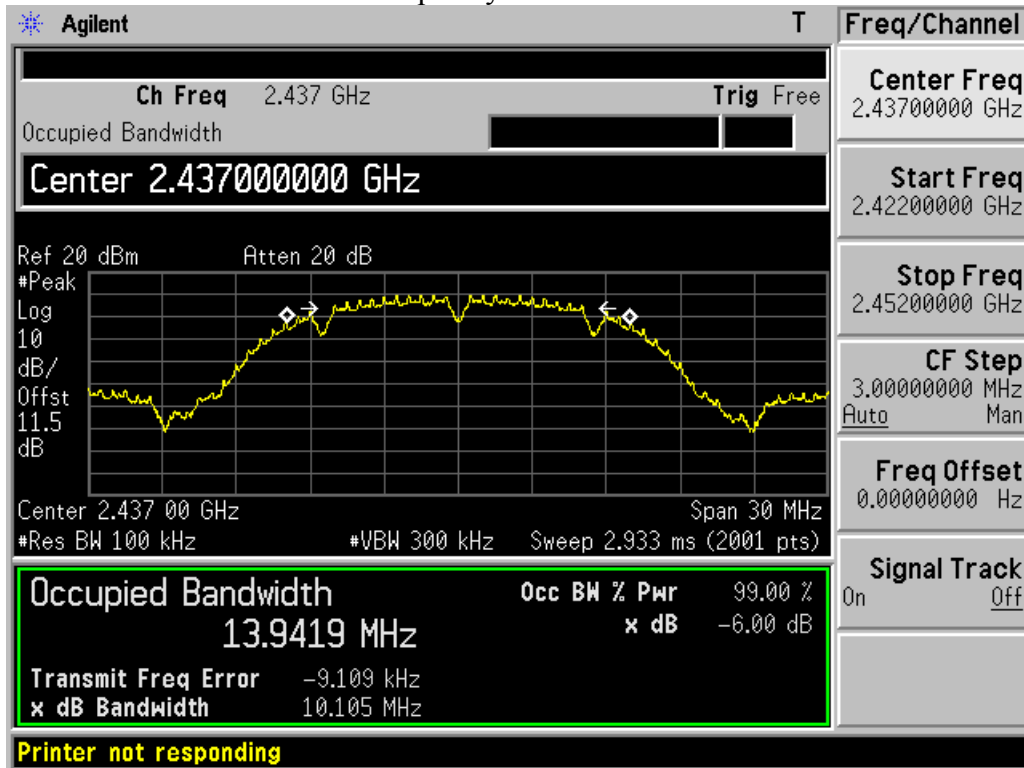 Agilent T
Freq/Channel
Ch Freq 2.437 GHz Trig Free
Occupied Bandwidth
Center 2.437000000 GHz
Ref 20 dBm Atten 20 dB
#Peak
Log
10
dB/
Offst
11.5
dB
Center 2.437 00 GHz Span 30 MHz
#Res BW 100 kHz #VBW 300 kHz Sweep 2.933 ms (2001 pts)
Occupied Bandwidth Occ BW % Pwr 99.00 %
13.9419 MHz x dB -6.00 dB
Transmit Freq Error -9.109 kHz
x dB Bandwidth 10.105 MHz
Printer not responding
Center Freq
2.43700000 GHz
Start Freq
2.42200000 GHz
Stop Freq
2.45200000 GHz
CF Step
3.00000000 MHz
Auto Man
Freq Offset
0.00000000 Hz
Signal Track
On Off